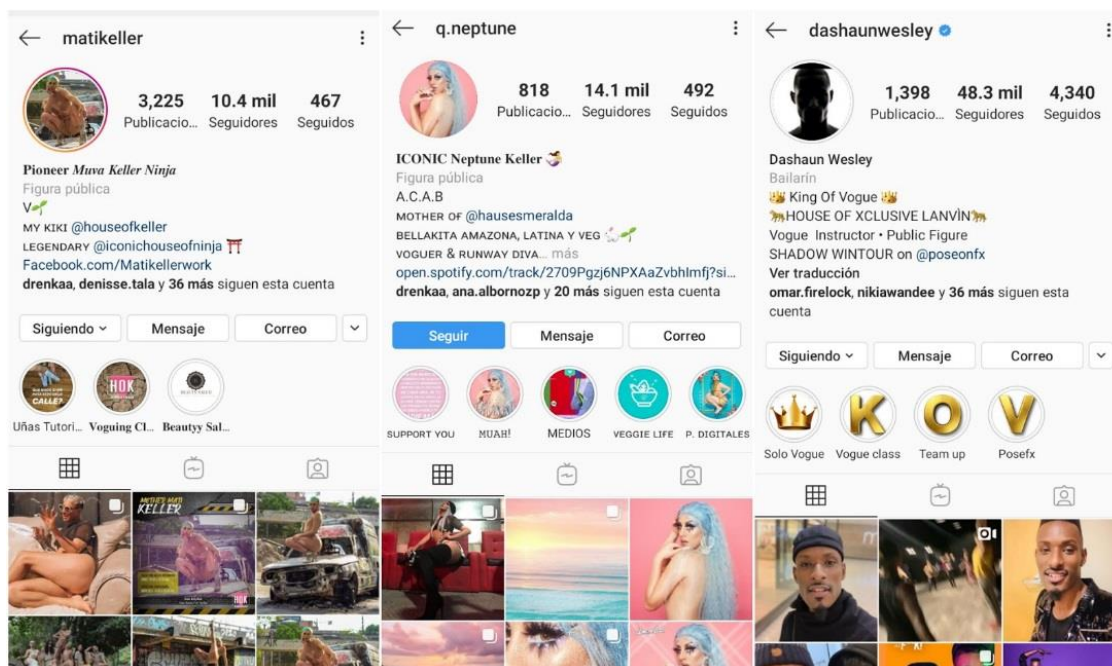 matikeller
3,225 10.4 mil 467
Publicacio... Seguidores Seguidos
Pioneer Muva Keller Ninja
Figura pública
V🌱
MY KIKI @houseofkeller
LEGENDARY @iconichouseofninja ⛩️
Facebook.com/Matikellerwork
drenkaa, denisse.tala y 36 más siguen esta cuenta
Siguiendo Mensaje Correo
CALLE?
HOK
Uñas Tutori... Voguing Cl... Beautyy Sal...
MOTHER MATI
KELLER
HOK
q.neptune
818 14.1 mil 492
Publicacio... Seguidores Seguidos
ICONIC Neptune Keller 🧜‍♀️
Figura pública
A.C.A.B
MOTHER OF @hausesmeralda
BELLAKITA AMAZONA, LATINA Y VEG 🐇🌱
VOGUER & RUNWAY DIVA... más
open.spotify.com/track/2709Pgzj6NPXAaZvbhImfj?si...
drenkaa, ana.albornozp y 20 más siguen esta cuenta
Seguir Mensaje Correo
SUPPORT YOU MUAH! MEDIOS VEGGIE LIFE P. DIGITALES
dashaunwesley
1,398 48.3 mil 4,340
Publicacio... Seguidores Seguidos
Dashaun Wesley
Bailarín
👑 King Of Vogue 👑
🐆HOUSE OF XCLUSIVE LANVÌN🐆
Vogue Instructor • Public Figure
SHADOW WINTOUR on @poseonfx
Ver traducción
omar.firelock, nikiawandee y 36 más siguen esta
cuenta
Siguiendo Mensaje Correo
K O V
Solo Vogue Vogue class Team up Posefx